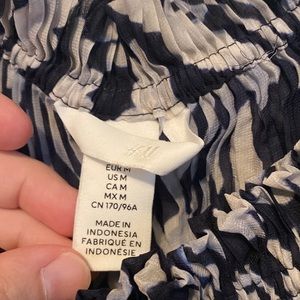 H&M
EUR M
US M
CA M
MX M
CN 170/96A
MADE IN
INDONESIA
FABRIQUÉ EN
INDONÉSIE